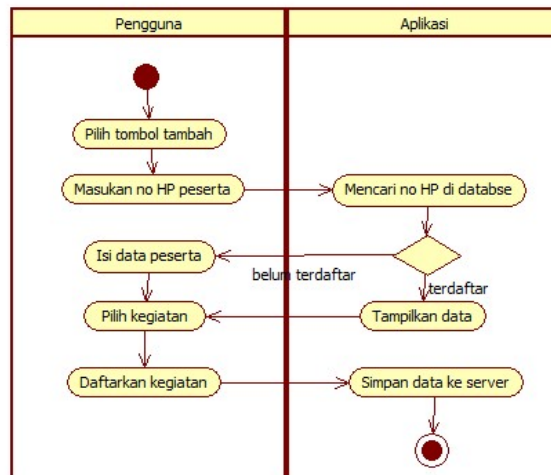 Pengguna
Aplikasi
Pilih tombol tambah
Masukan no HP peserta
Mencari no HP di databse
Isi data peserta
belum terdaftar
terdaftar
Pilih kegiatan
Tampilkan data
Daftarkan kegiatan
Simpan data ke server